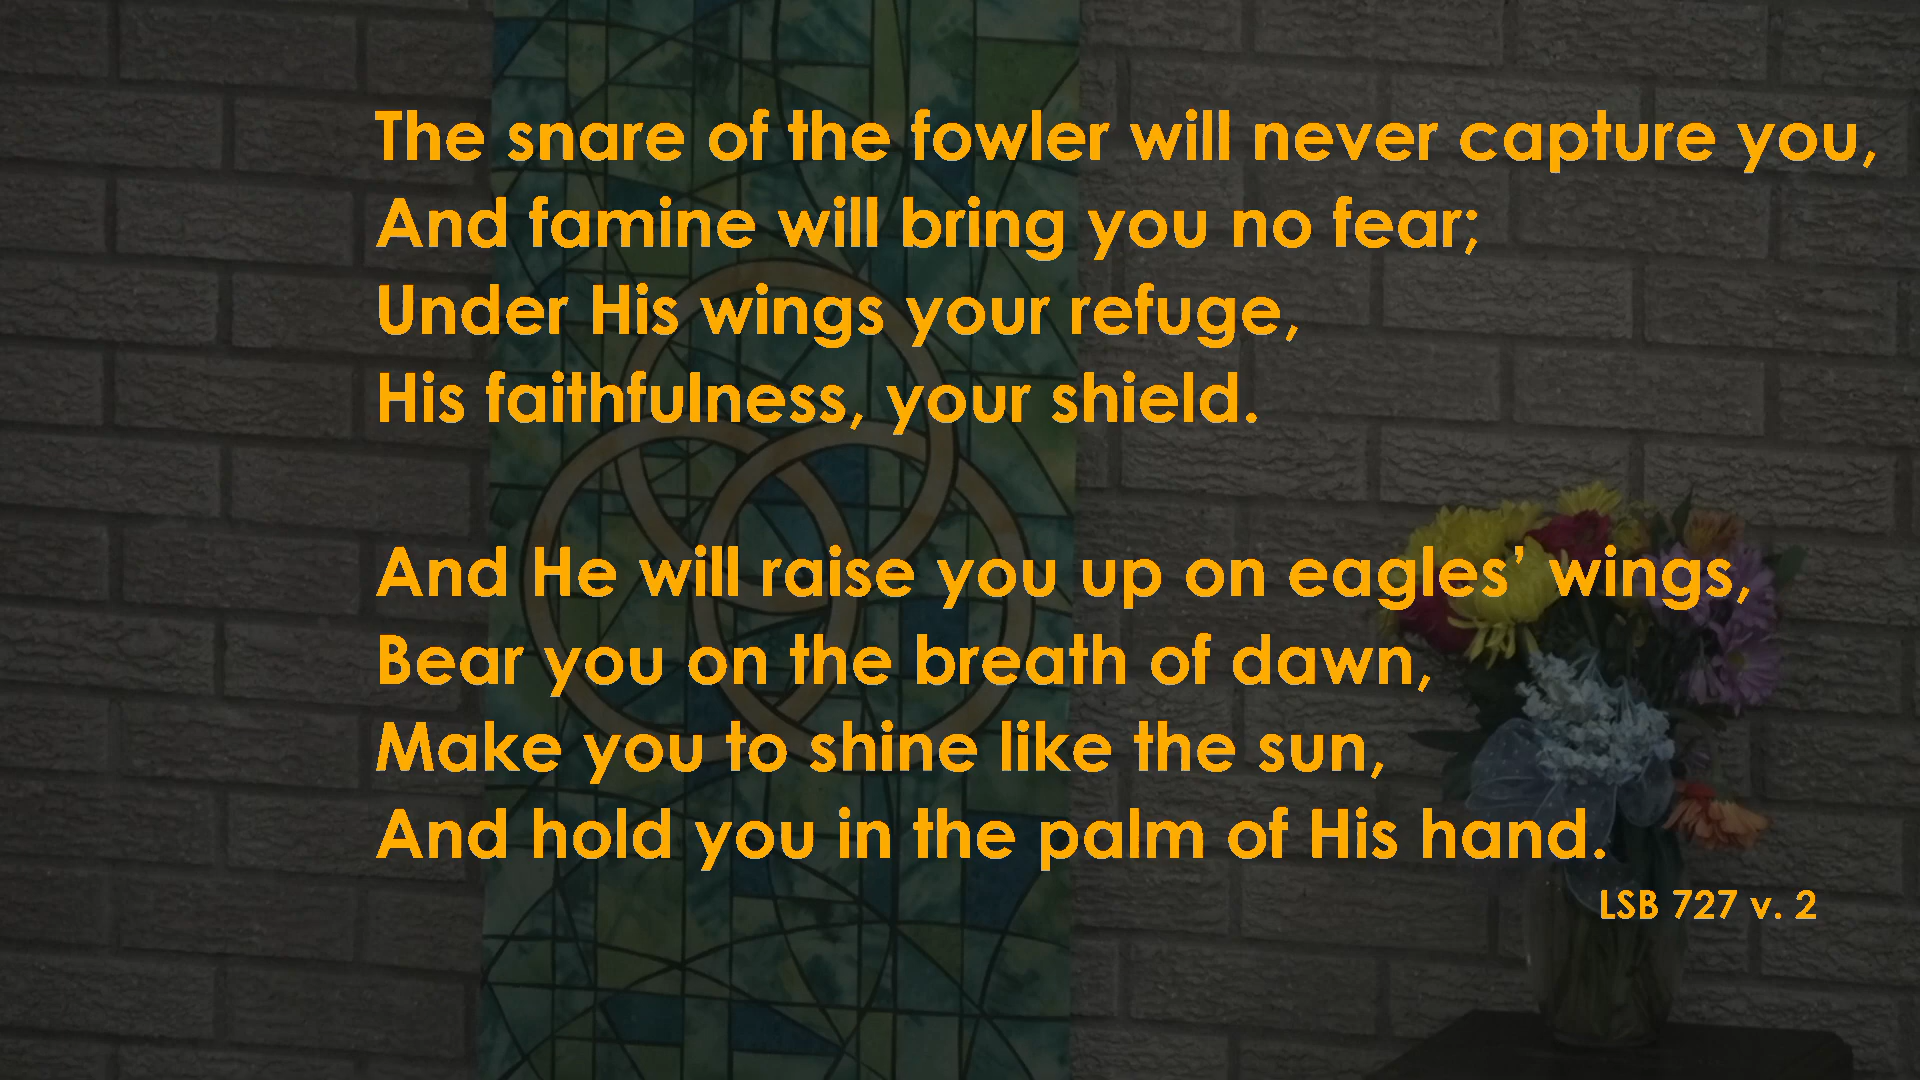 The snare of the fowler will never capture you,
And famine will bring you no fear;
Under His wings your refuge,
His faithfulness, your shield.
And He will raise you up on eagles’ wings,
Bear you on the breath of dawn,
Make you to shine like the sun,
And hold you in the palm of His hand.
LSB 727 v. 2